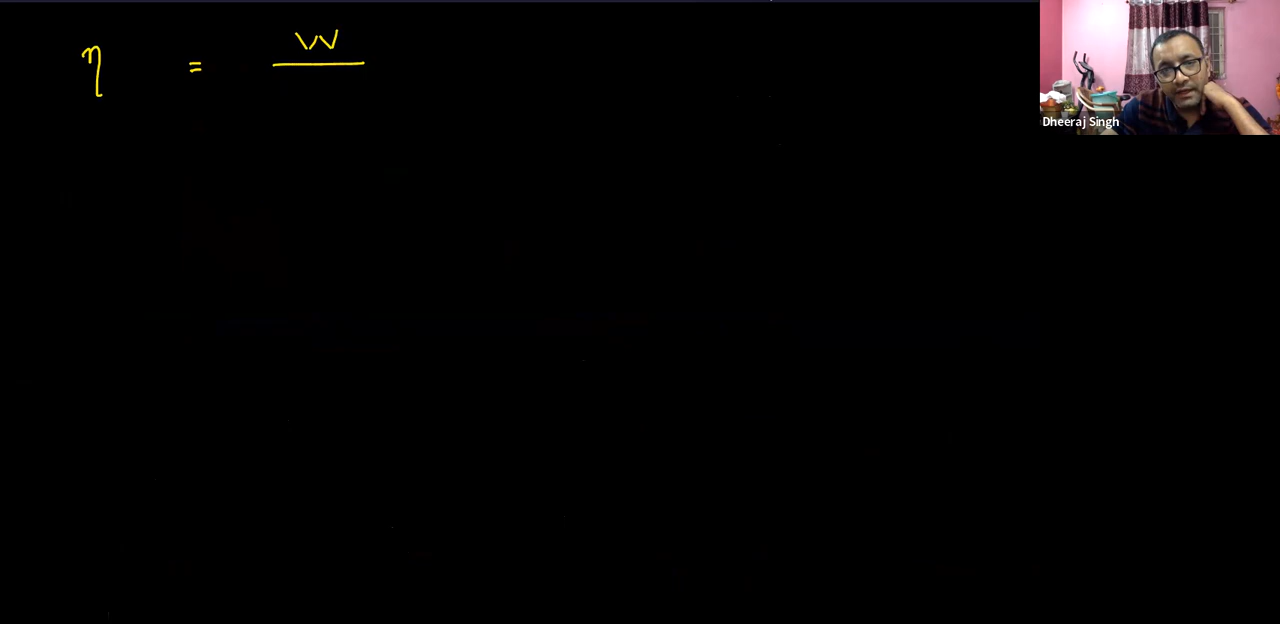 η = W
Dheeraj Singh